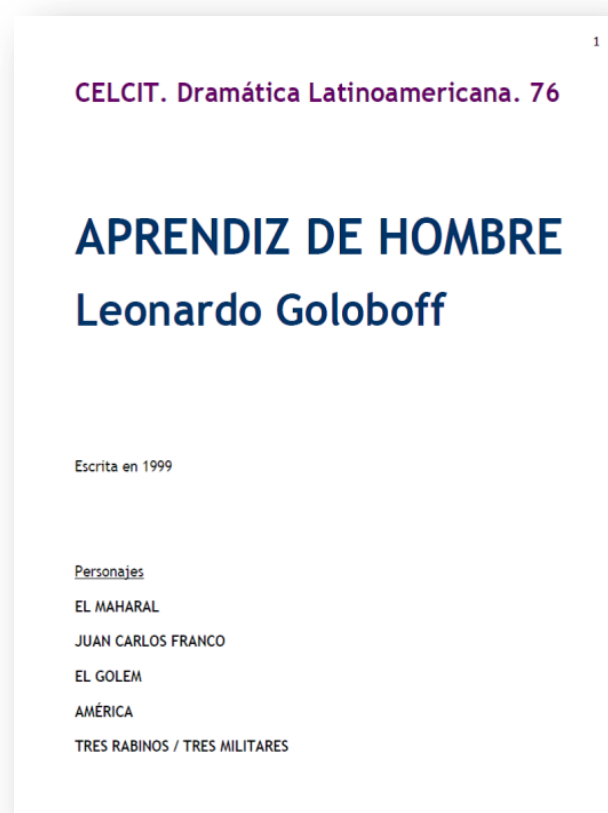 1
CELCIT. Dramática Latinoamericana. 76
APRENDIZ DE HOMBRE
Leonardo Goloboff
Escrita en 1999
Personajes
EL MAHARAL
JUAN CARLOS FRANCO
EL GOLEM
AMÉRICA
TRES RABINOS / TRES MILITARES